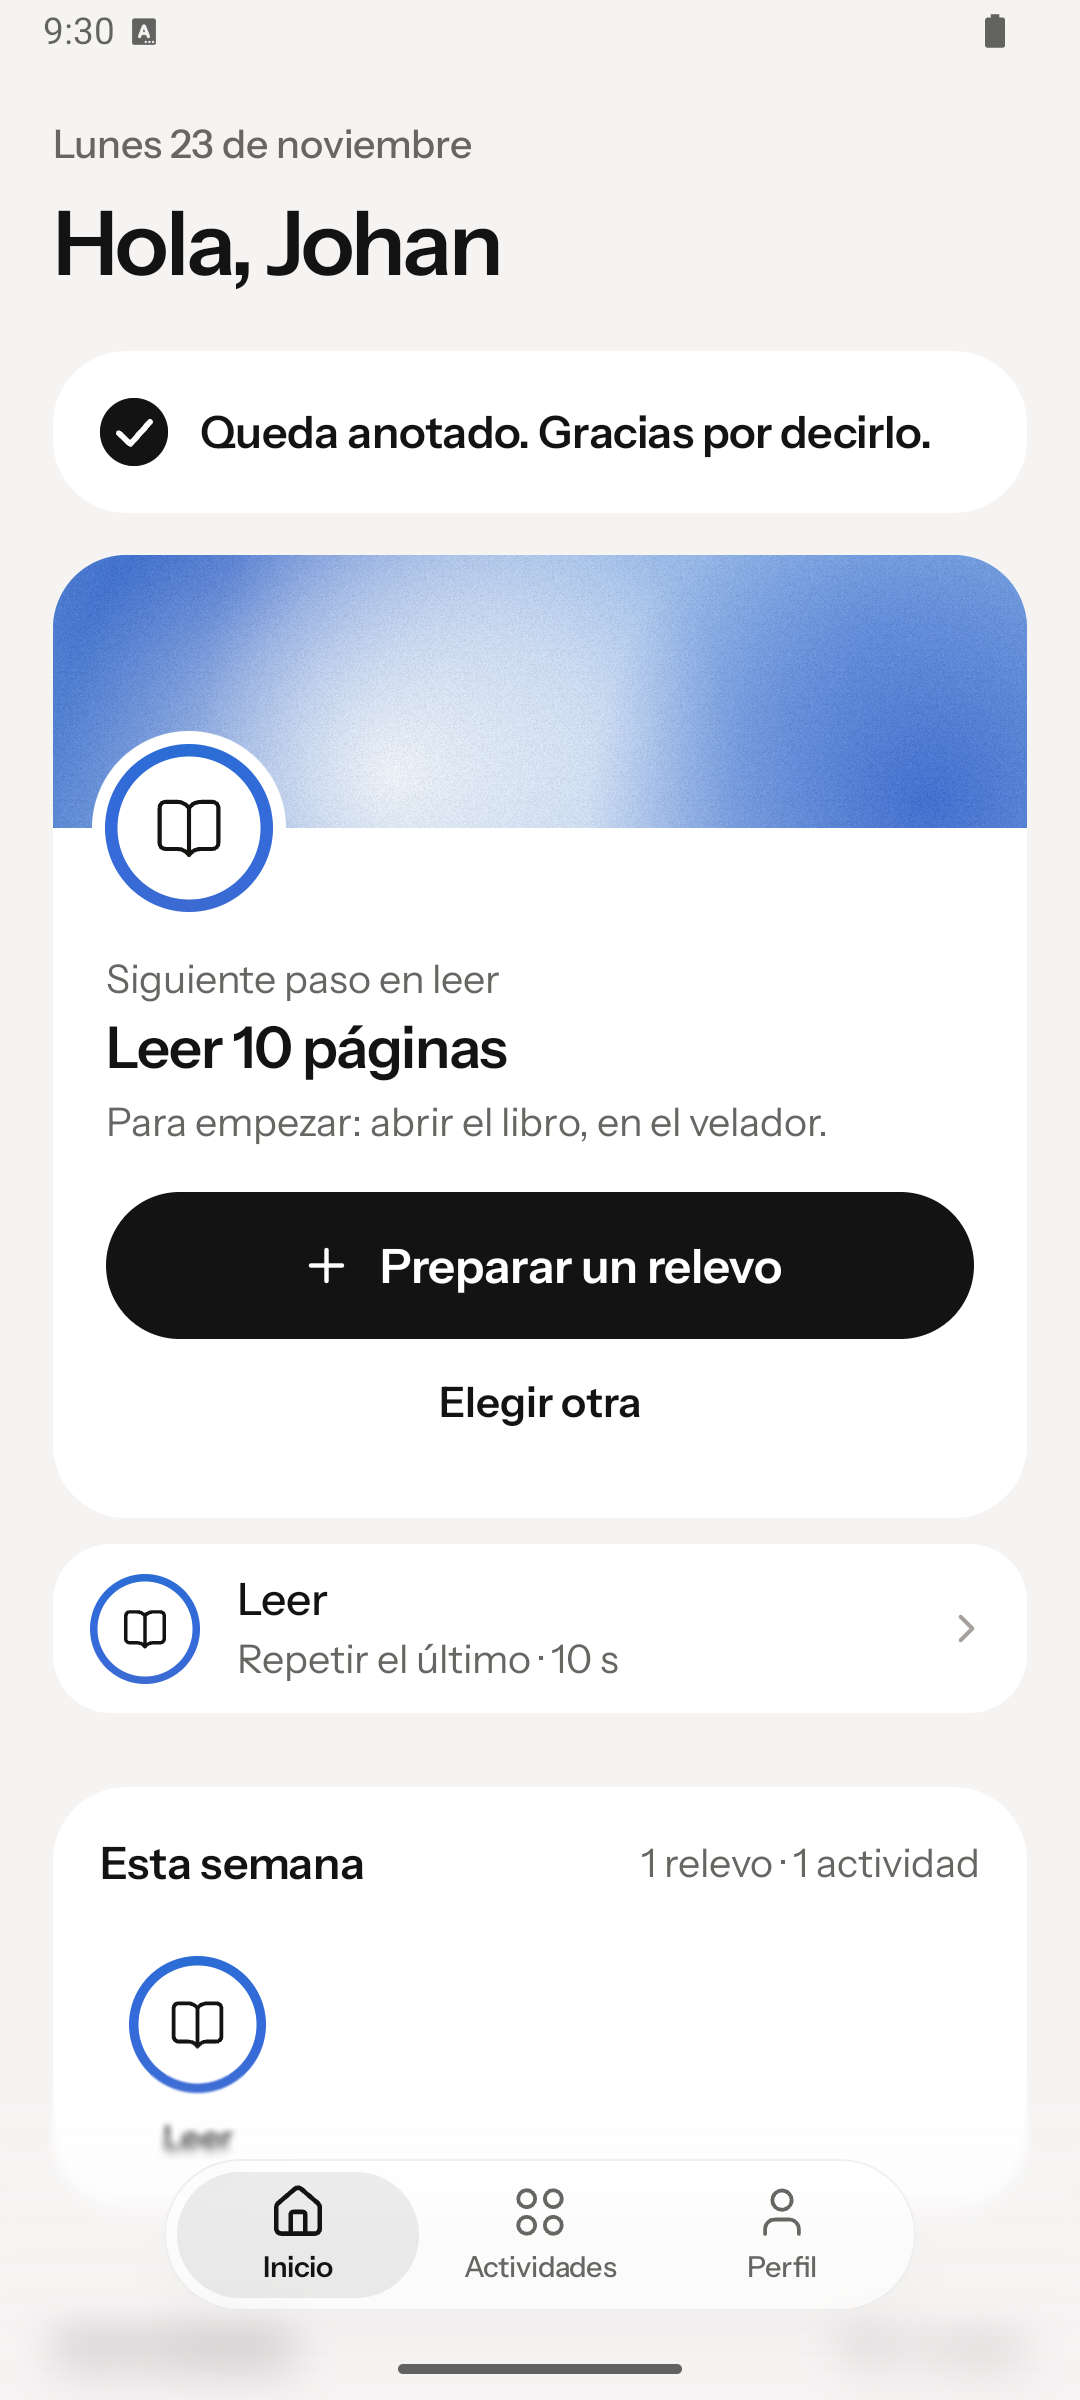 9:30
Lunes 23 de noviembre
Hola, Johan
Queda anotado. Gracias por decirlo.
Siguiente paso en leer
Leer 10 páginas
Para empezar: abrir el libro, en el velador.
Preparar un relevo
Elegir otra
Leer
Repetir el último · 10 s
Esta semana
1 relevo · 1 actividad
Leer
Inicio
Actividades
Perfil